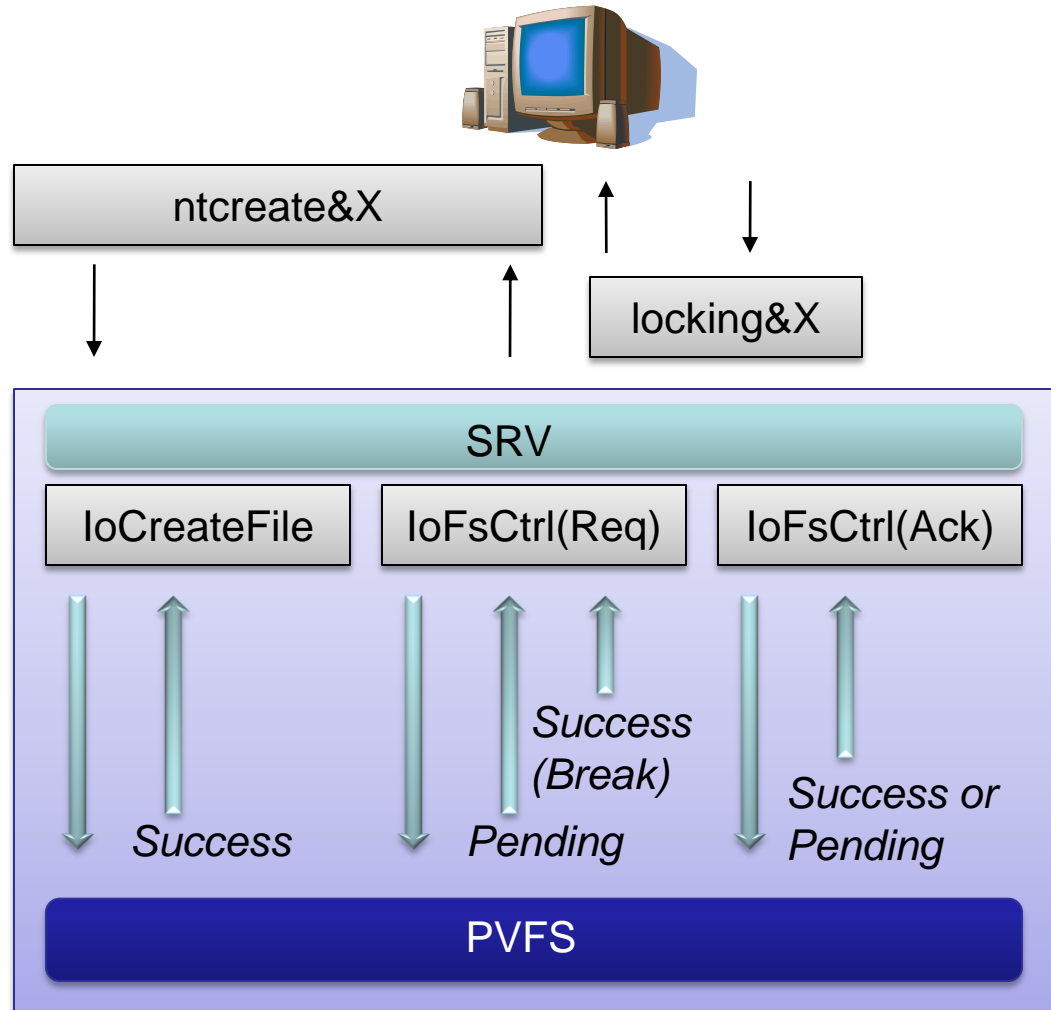 ntcreate&X
locking&X
SRV
IoCreateFile
IoFsCtrl(Req)
IoFsCtrl(Ack)
Success
Pending
Success
(Break)
Success or
Pending
PVFS